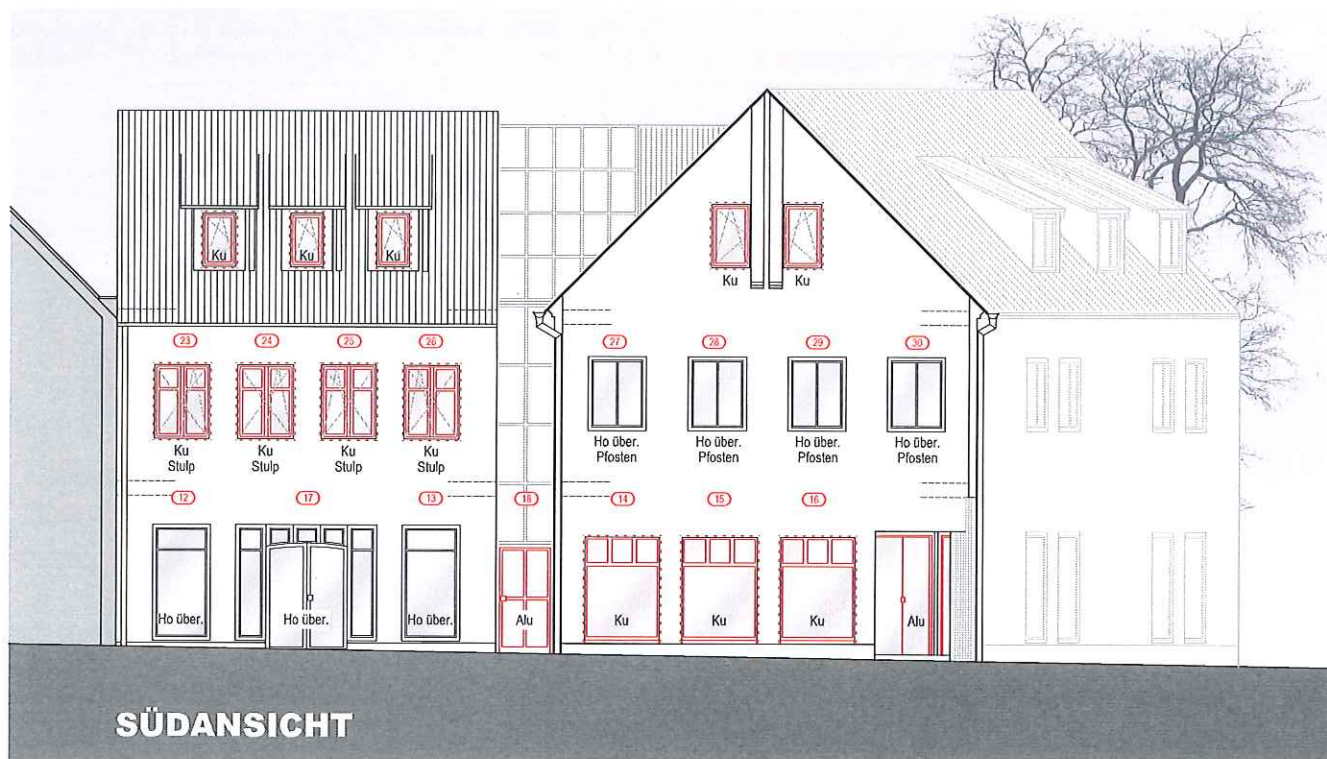 Ku Ku Ku
Ku Ku
23 24 25 26
27 28 29 30
Ku Ku Ku Ku
Stulp Stulp Stulp Stulp
Ho über. Ho über. Ho über. Ho über.
Pfosten Pfosten Pfosten Pfosten
12 17 13 18 14 15 16
Ho über. Ho über. Ho über. Alu Ku Ku Ku Alu
SÜDANSICHT